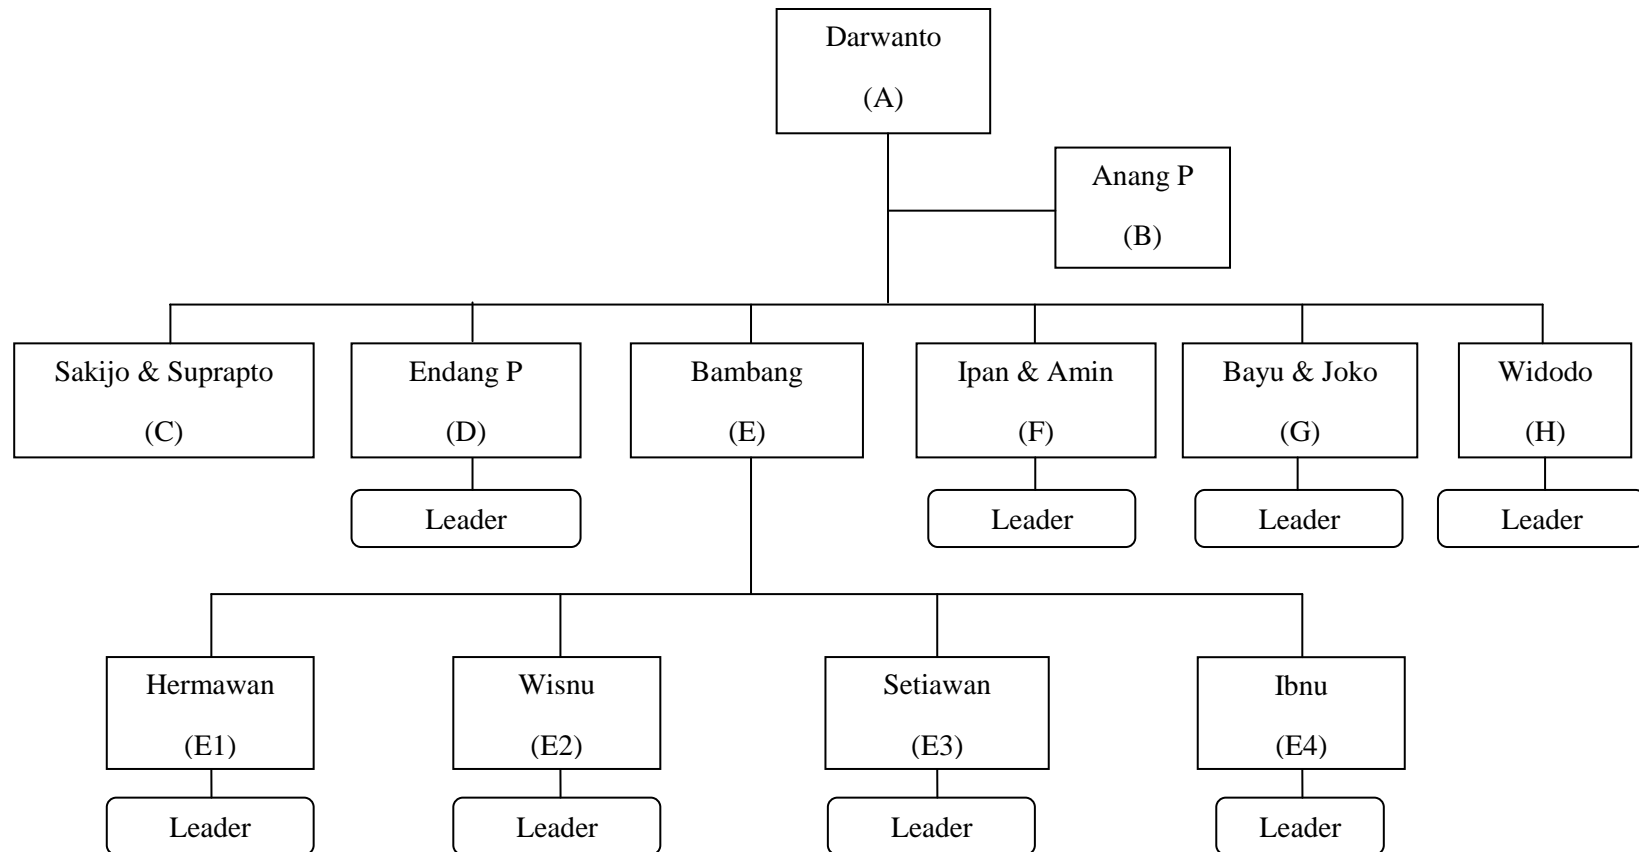 Darwanto
(A)
Anang P
(B)
Sakijo & Suprapto
(C)
Endang P
(D)
Bambang
(E)
Ipan & Amin
(F)
Bayu & Joko
(G)
Widodo
(H)
Leader
Leader
Leader
Leader
Hermawan
(E1)
Wisnu
(E2)
Setiawan
(E3)
Ibnu
(E4)
Leader
Leader
Leader
Leader